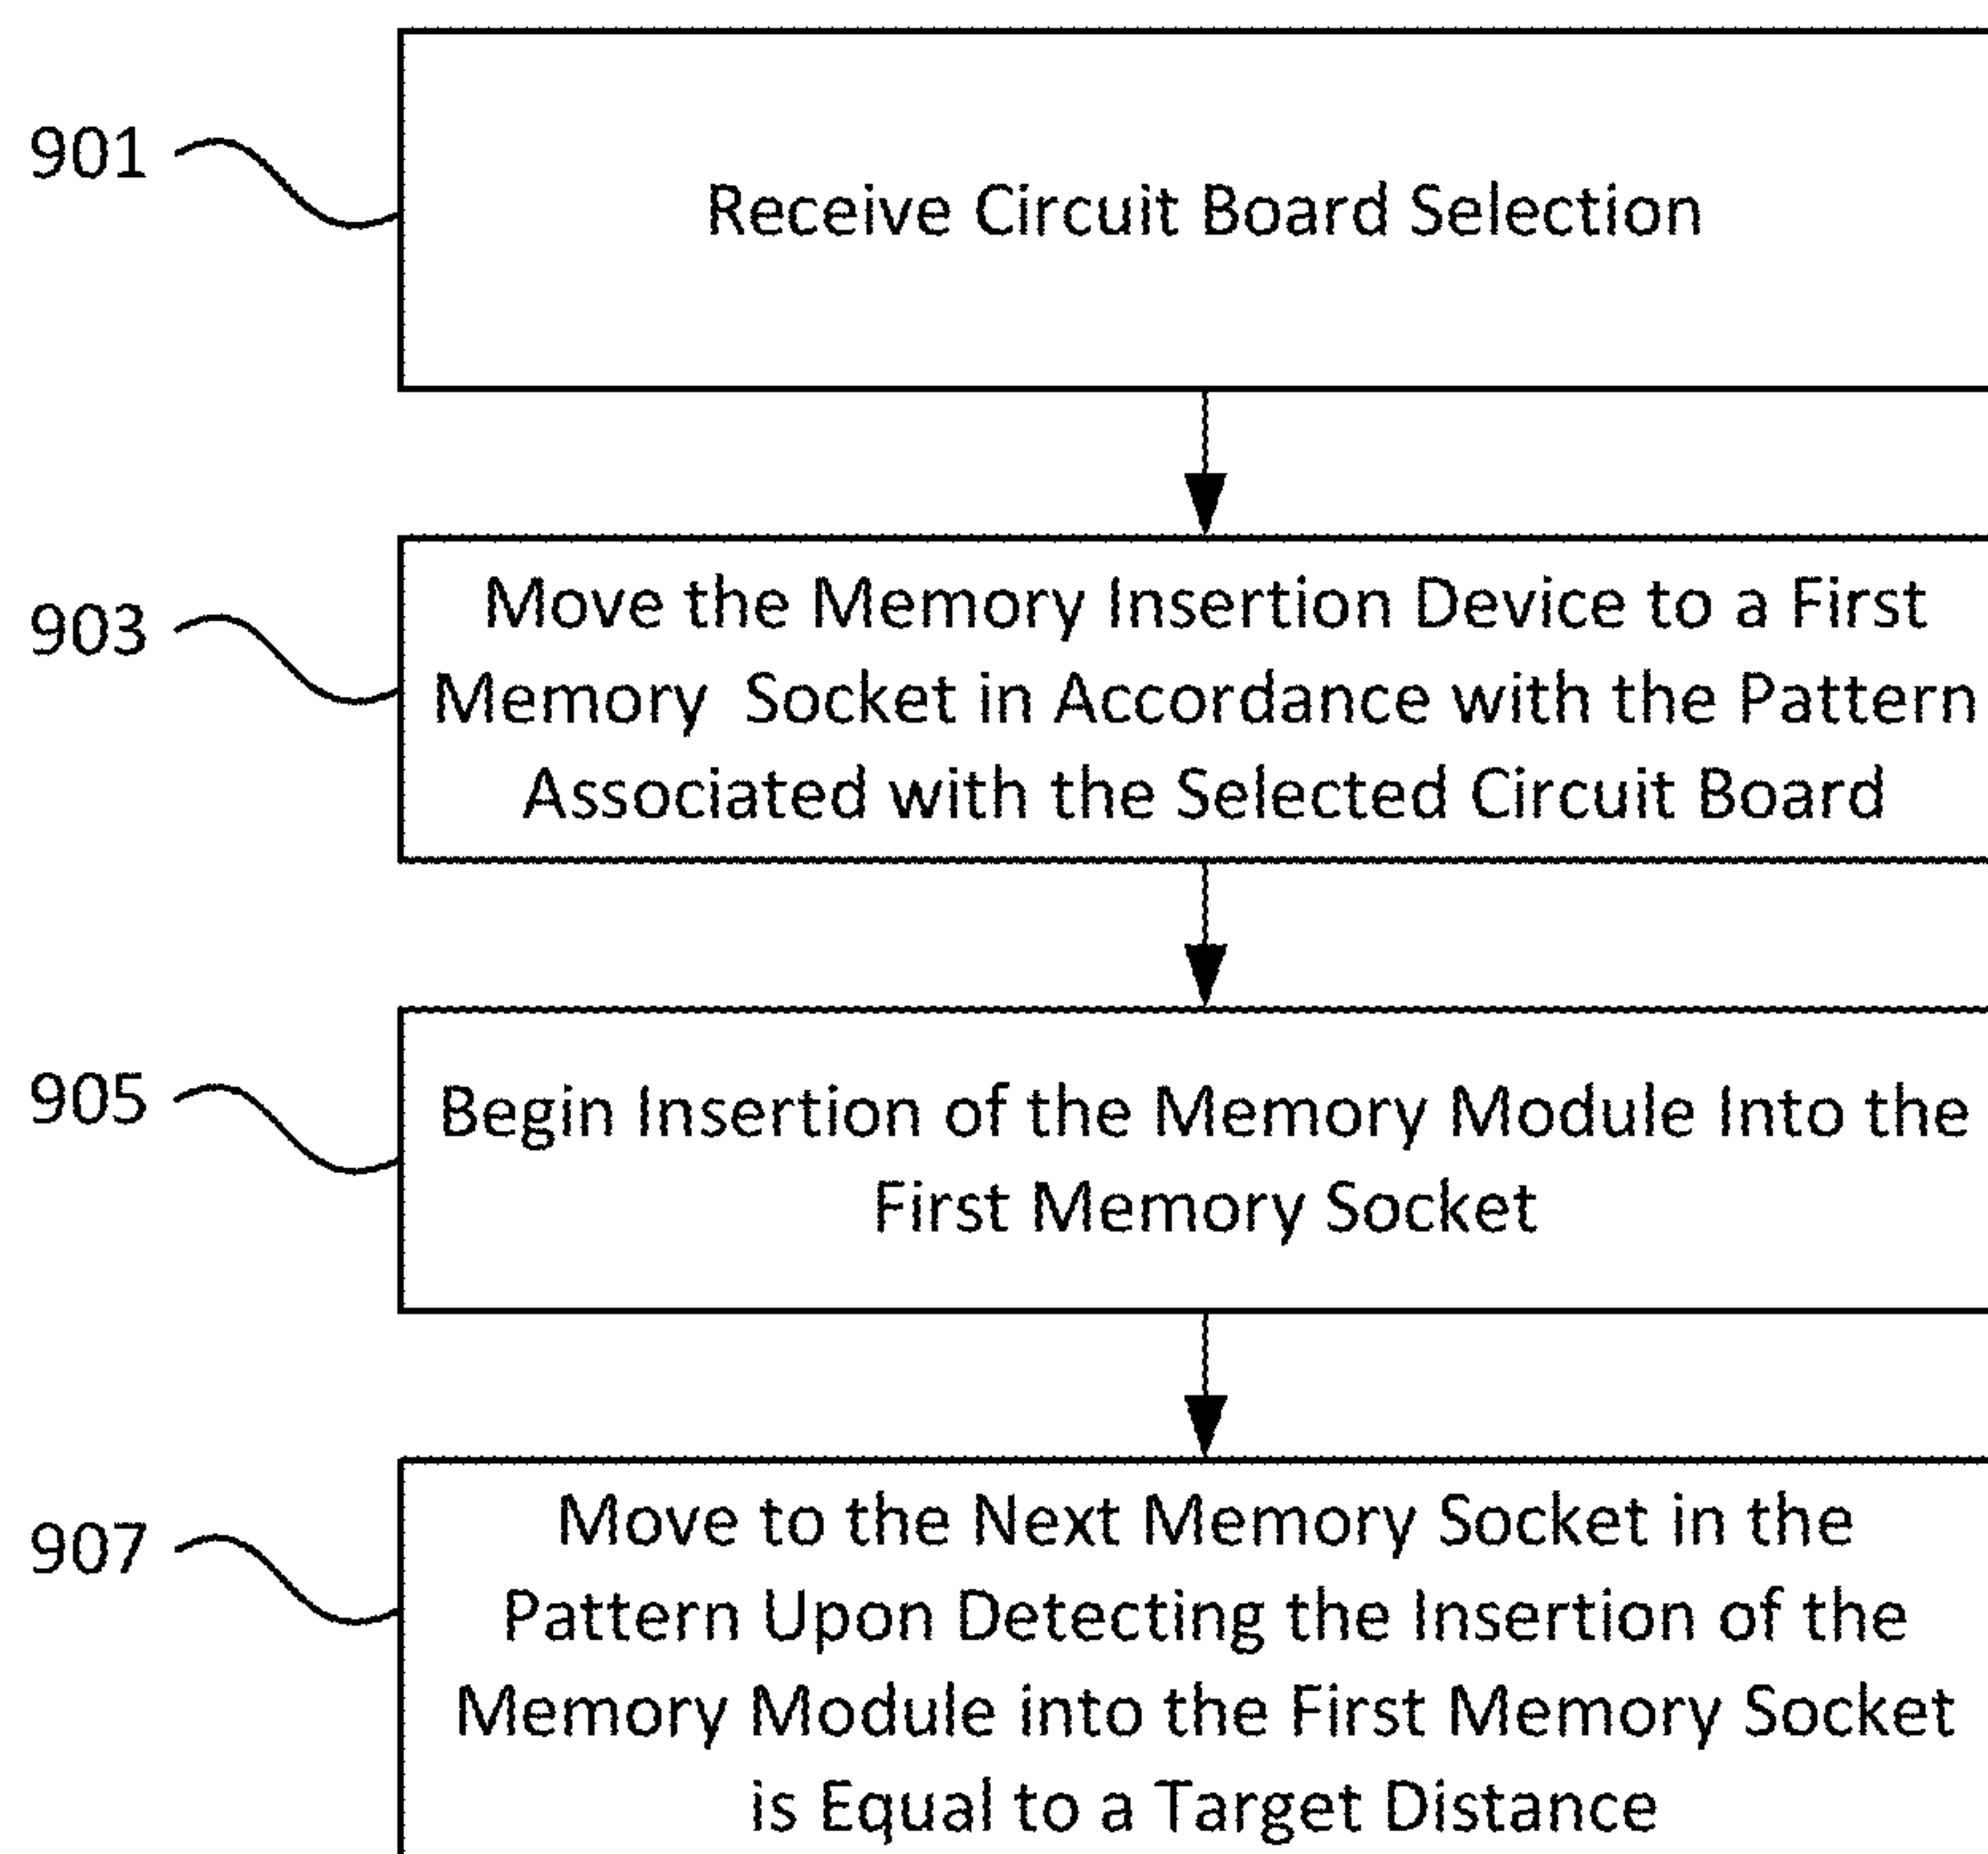 901
Receive Circuit Board Selection
903
Move the Memory Insertion Device to a First
Memory Socket in Accordance with the Pattern
Associated with the Selected Circuit Board
905
Begin Insertion of the Memory Module Into the
First Memory Socket
907
Move to the Next Memory Socket in the
Pattern Upon Detecting the Insertion of the
Memory Module into the First Memory Socket
is Equal to a Target Distance